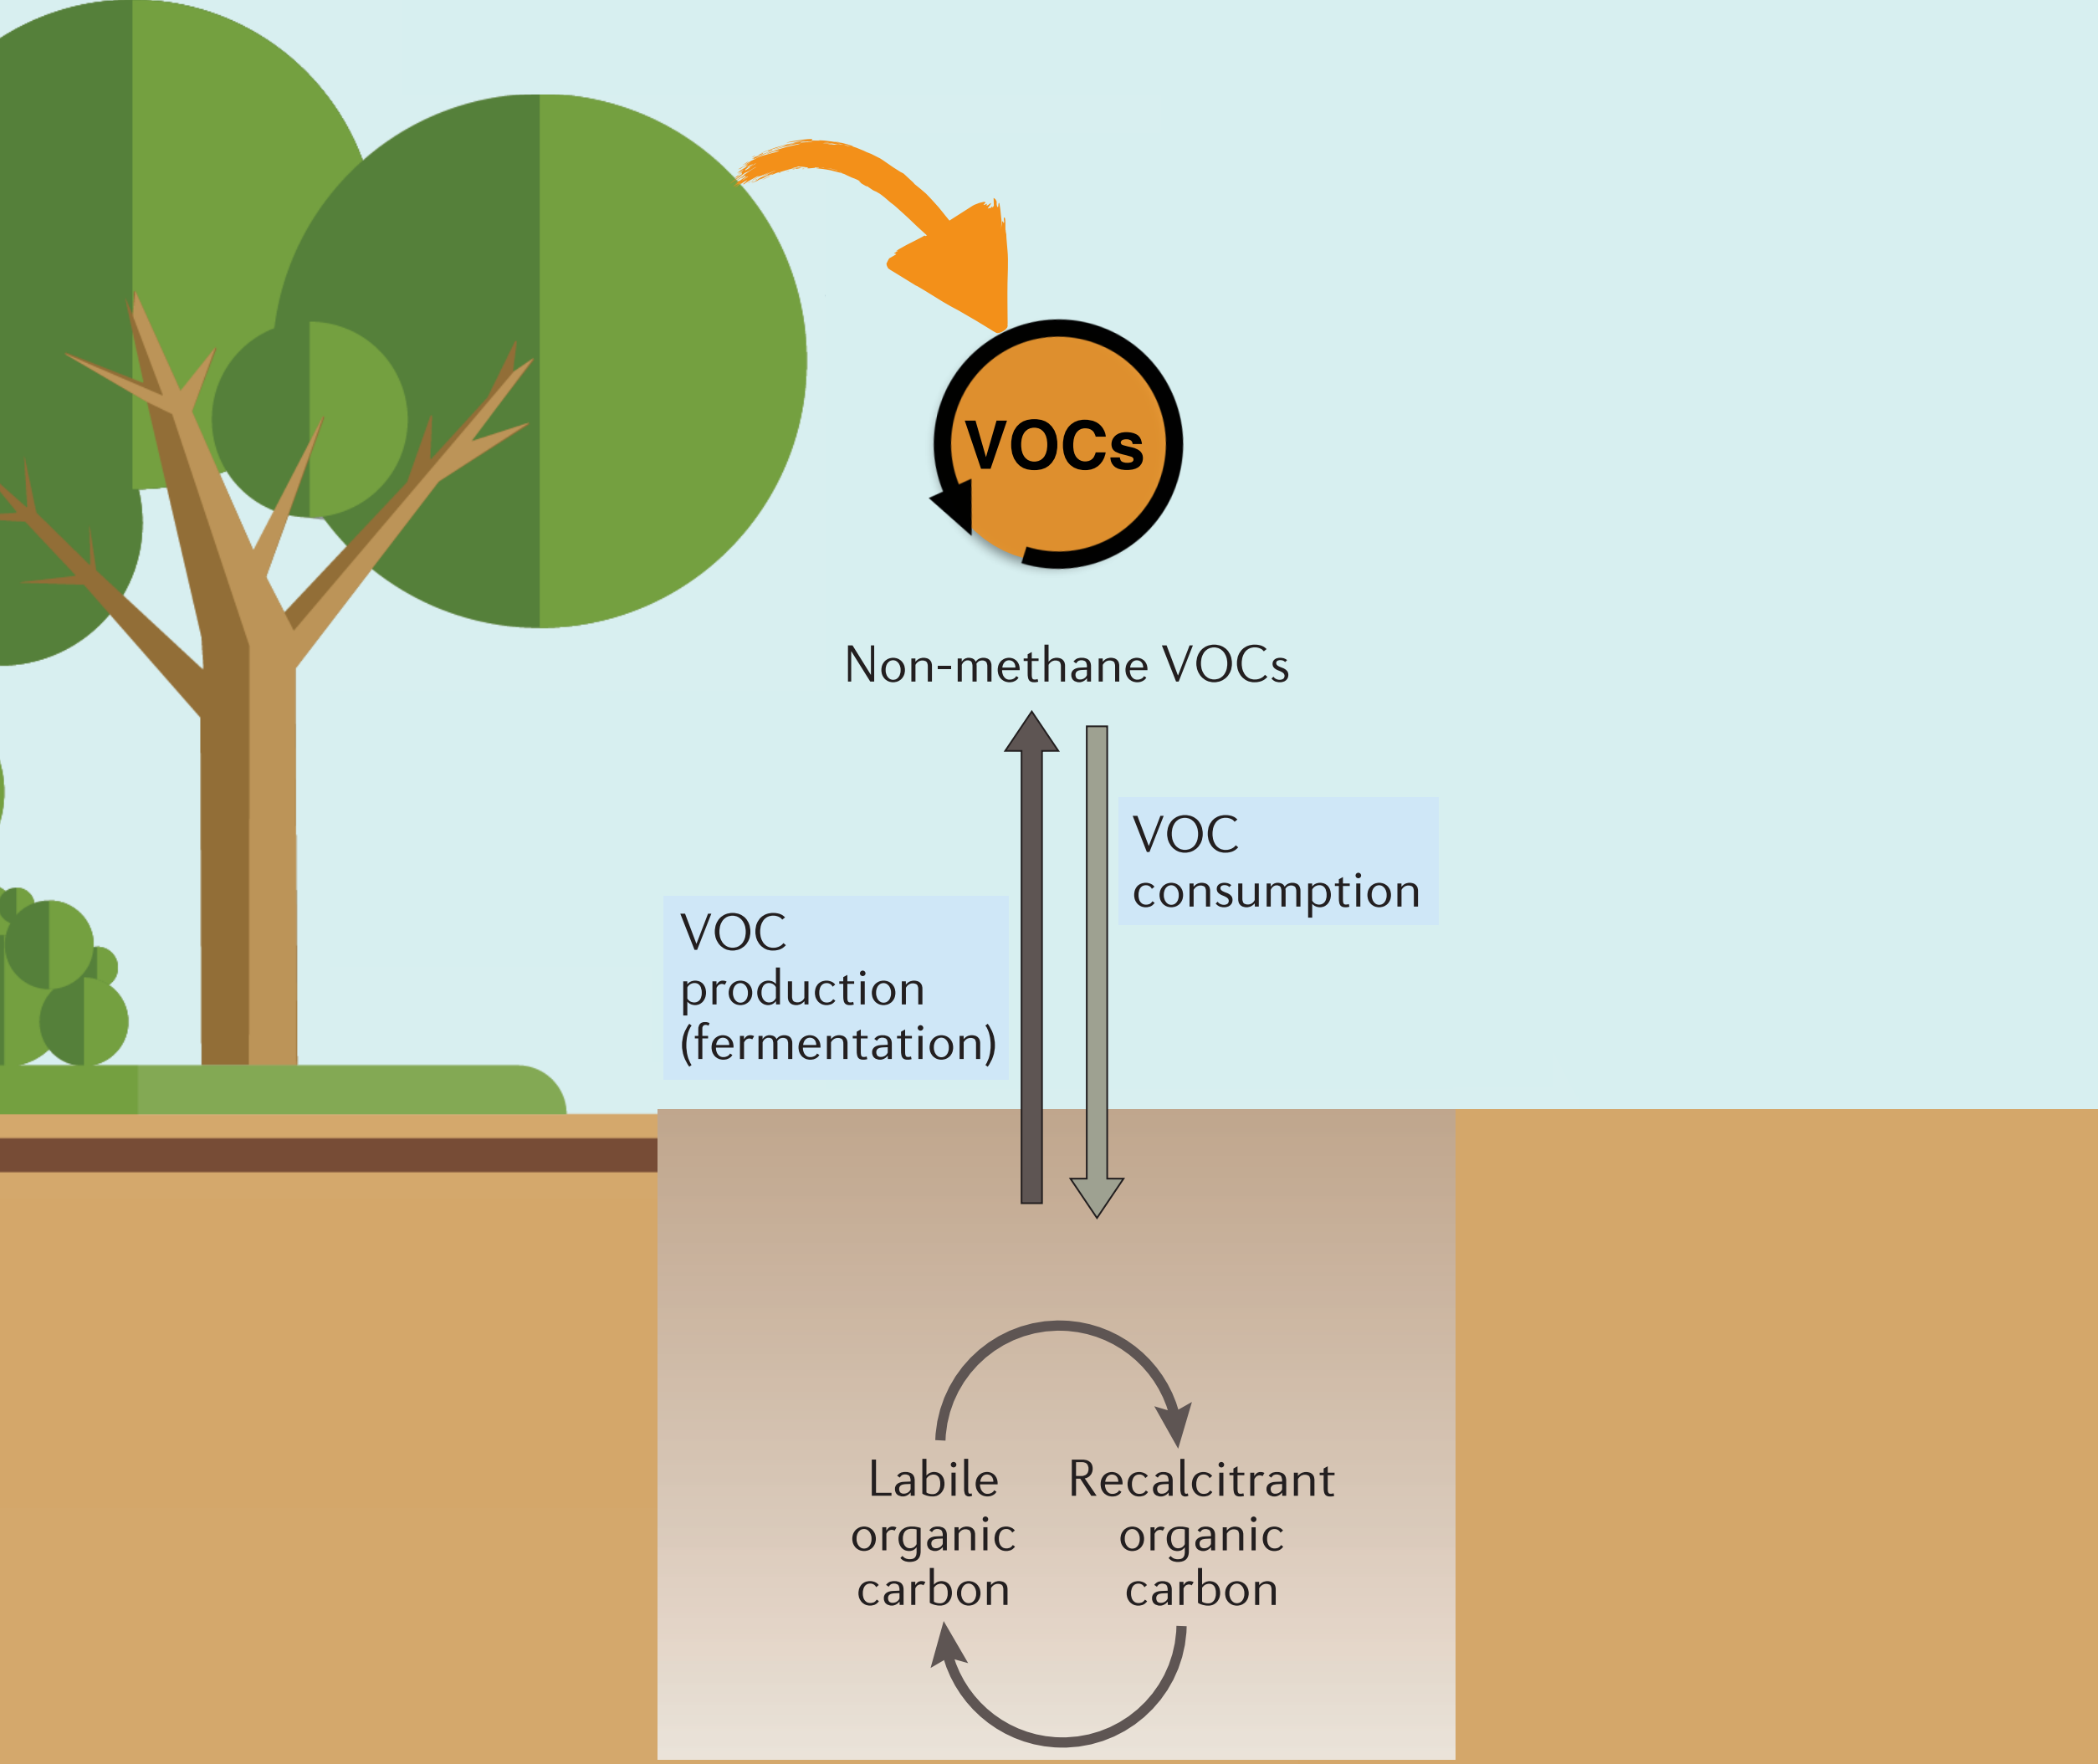 VOCs
Non-methane VOCs
VOC
consumption
VOC
production
(fermentation)
Labile
organic
carbon
Recalcitrant
organic
carbon